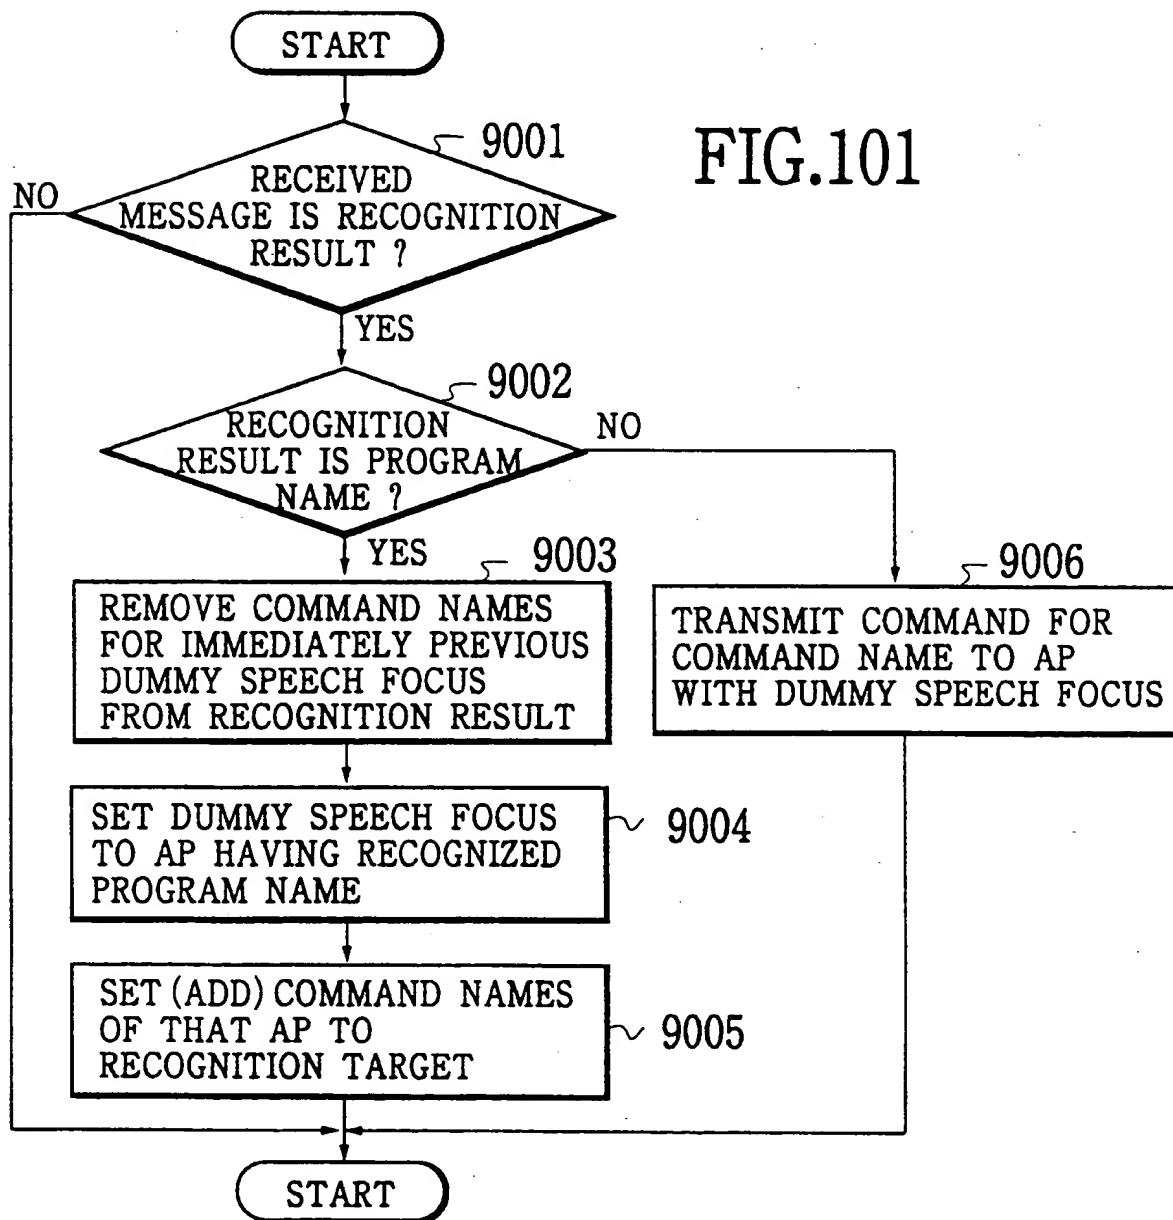 START
FIG.101
9001
RECEIVED
MESSAGE IS RECOGNITION
RESULT ?
NO
YES
9002
RECOGNITION
RESULT IS PROGRAM
NAME ?
NO
YES
9003
REMOVE COMMAND NAMES
FOR IMMEDIATELY PREVIOUS
DUMMY SPEECH FOCUS
FROM RECOGNITION RESULT
9006
TRANSMIT COMMAND FOR
COMMAND NAME TO AP
WITH DUMMY SPEECH FOCUS
SET DUMMY SPEECH FOCUS
TO AP HAVING RECOGNIZED
PROGRAM NAME
9004
SET (ADD) COMMAND NAMES
OF THAT AP TO
RECOGNITION TARGET
9005
START